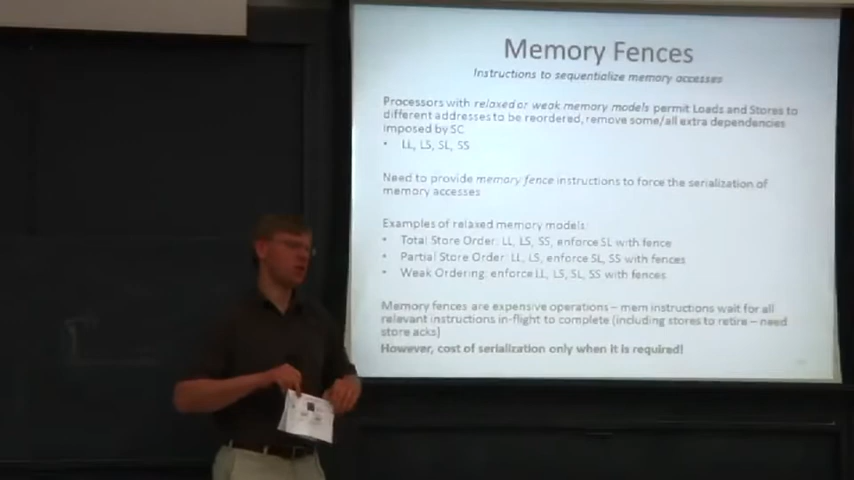 Memory Fences
Instructions to sequentialize memory accesses
Processors with relaxed or weak memory models permit Loads and Stores to
different addresses to be reordered, remove some/all extra dependencies
imposed by SC
• LL, LS, SL, SS
Need to provide memory fence instructions to force the serialization of
memory accesses
Examples of relaxed memory models:
• Total Store Order: LL, LS, SS, enforce SL with fence
• Partial Store Order: LL, LS, enforce SL, SS with fences
• Weak Ordering: enforce LL, LS, SL, SS with fences
Memory fences are expensive operations – mem instructions wait for all
relevant instructions in-flight to complete (including stores to retire – need
store acks)
However, cost of serialization only when it is required!